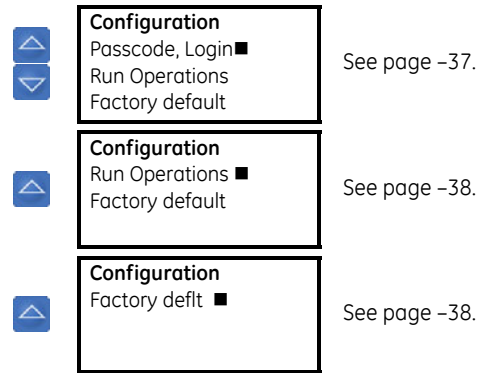 Configuration
Passcode, Login■
Run Operations
Factory default
See page –37.
Configuration
Run Operations ■
Factory default
See page –38.
Configuration
Factory deflt ■
See page –38.